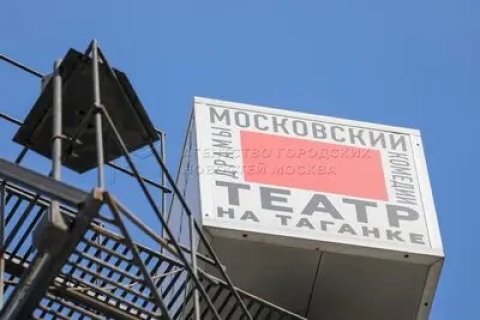 МОСКОВСКИЙ
ДРАМЫ
КОМЕДИИ
ТЕАТР
НА ТАГАНКЕ
АГЕНТСТВО ГОРОДСКИХ
НОВОСТЕЙ МОСКВА